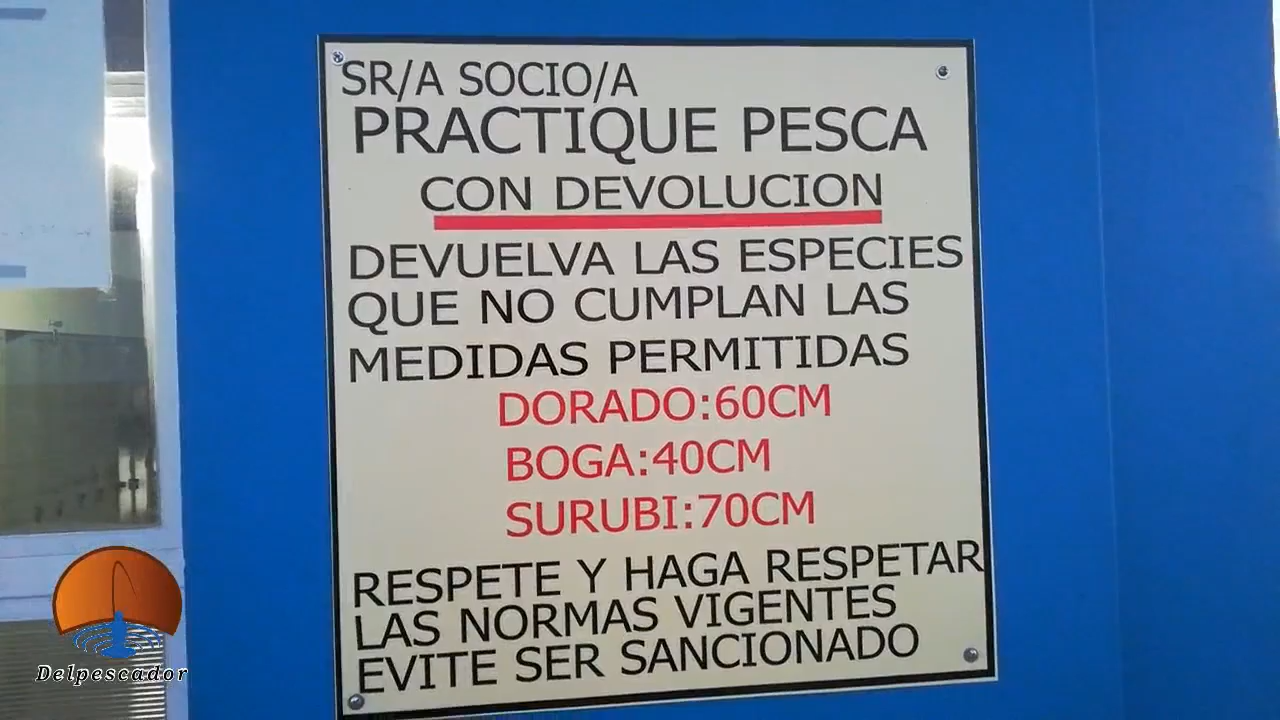 SR/A SOCIO/A
PRACTIQUE PESCA
CON DEVOLUCION
DEVUELVA LAS ESPECIES
QUE NO CUMPLAN LAS
MEDIDAS PERMITIDAS
DORADO:60CM
BOGA:40CM
SURUBI:70CM
RESPETE Y HAGA RESPETAR
LAS NORMAS VIGENTES
EVITE SER SANCIONADO
Delpescador